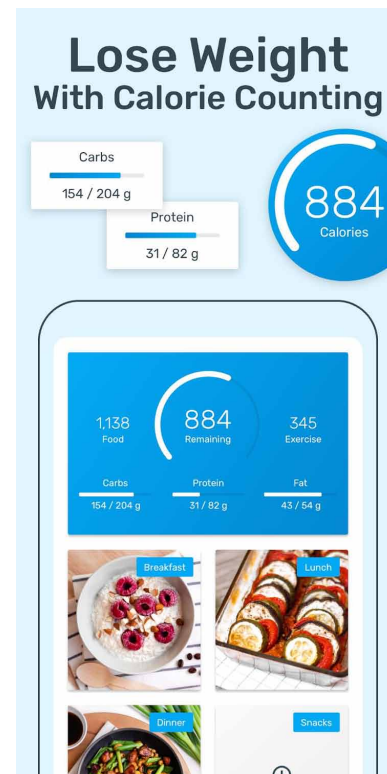 Lose Weight
With Calorie Counting
Carbs
154 / 204 g
Protein
31 / 82 g
884
Calories
1,138
Food
884
Remaining
345
Exercise
Carbs
154 / 204 g
Protein
31 / 82 g
Fat
43 / 54 g
Breakfast
Lunch
Dinner
Snacks